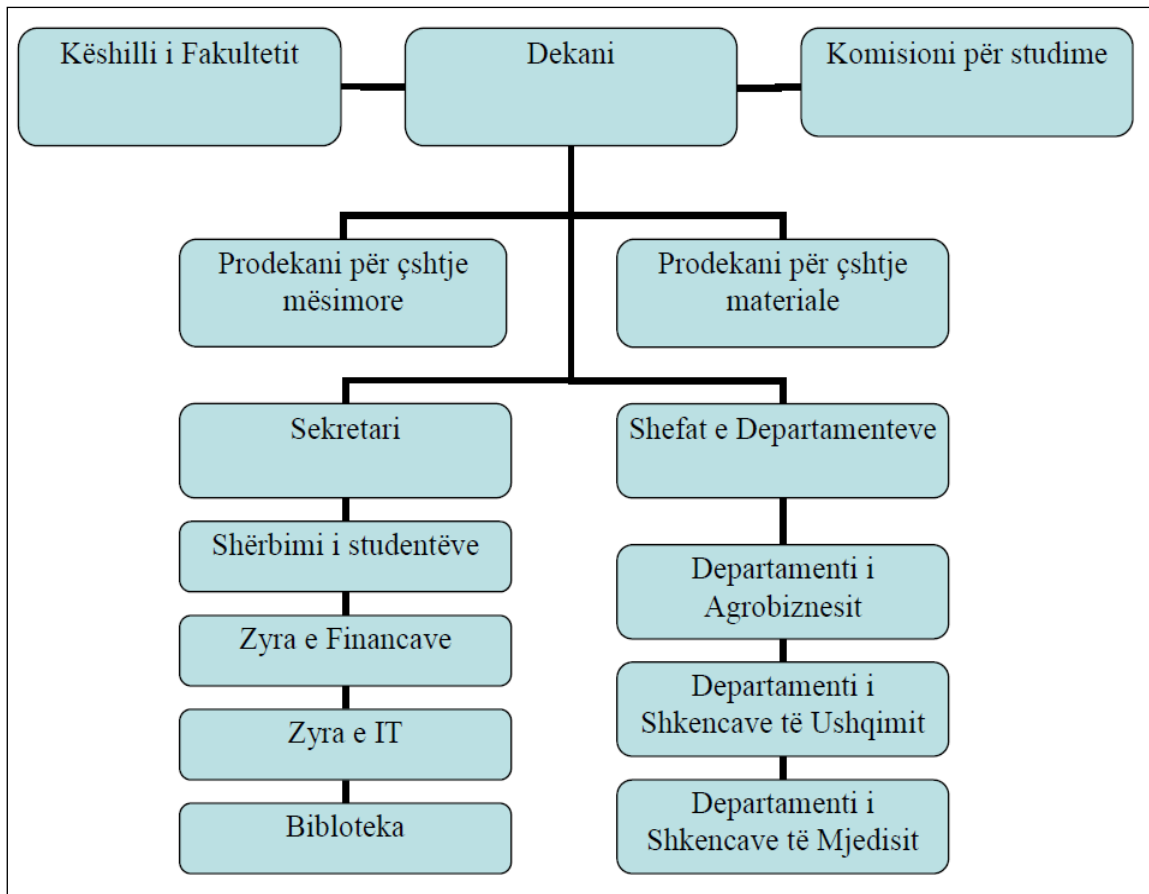 Këshilli i Fakultetit
Dekani
Komisioni për studime
Prodekani për çshtje
mësimore
Prodekani për çshtje
materiale
Sekretari
Shefat e Departamenteve
Shërbimi i studentëve
Zyra e Financave
Zyra e IT
Bibloteka
Departamenti i
Agrobiznesit
Departamenti i
Shkencave të Ushqimit
Departamenti i
Shkencave të Mjedisit